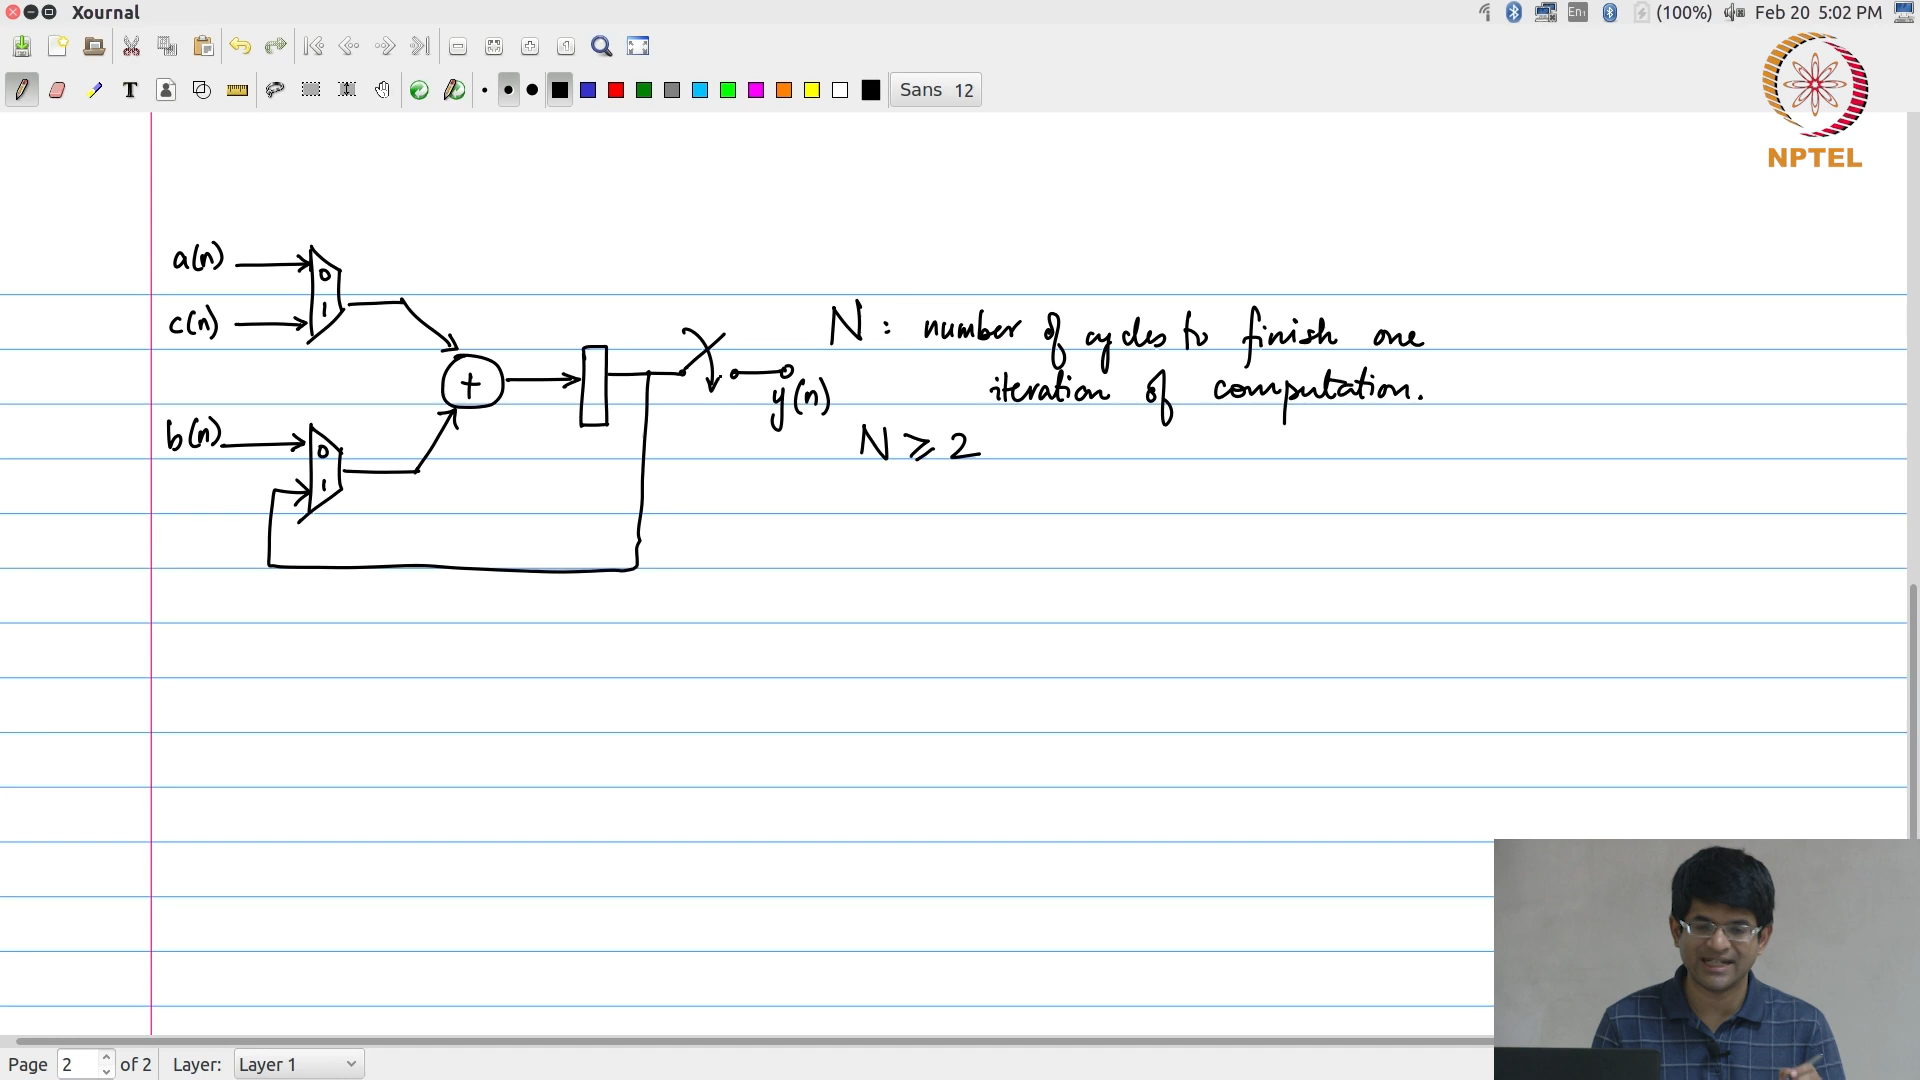 Xournal
En1
(100%)
Feb 20 5:02 PM
Sans 12
NPTEL
a(n)
0
1
c(n)
+
y(n)
b(n)
0
1
N : number of cycles to finish one
iteration of computation.
N ⩾ 2
Page 2 of 2 Layer: Layer 1